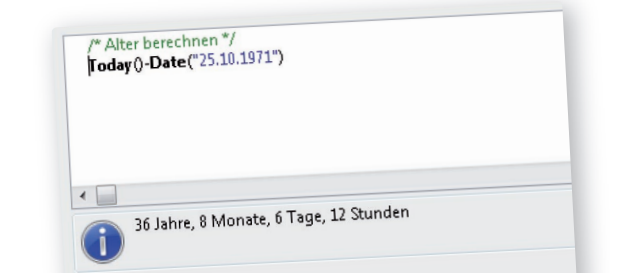 /* Alter berechnen */
Today()-Date("25.10.1971")
36 Jahre, 8 Monate, 6 Tage, 12 Stunden